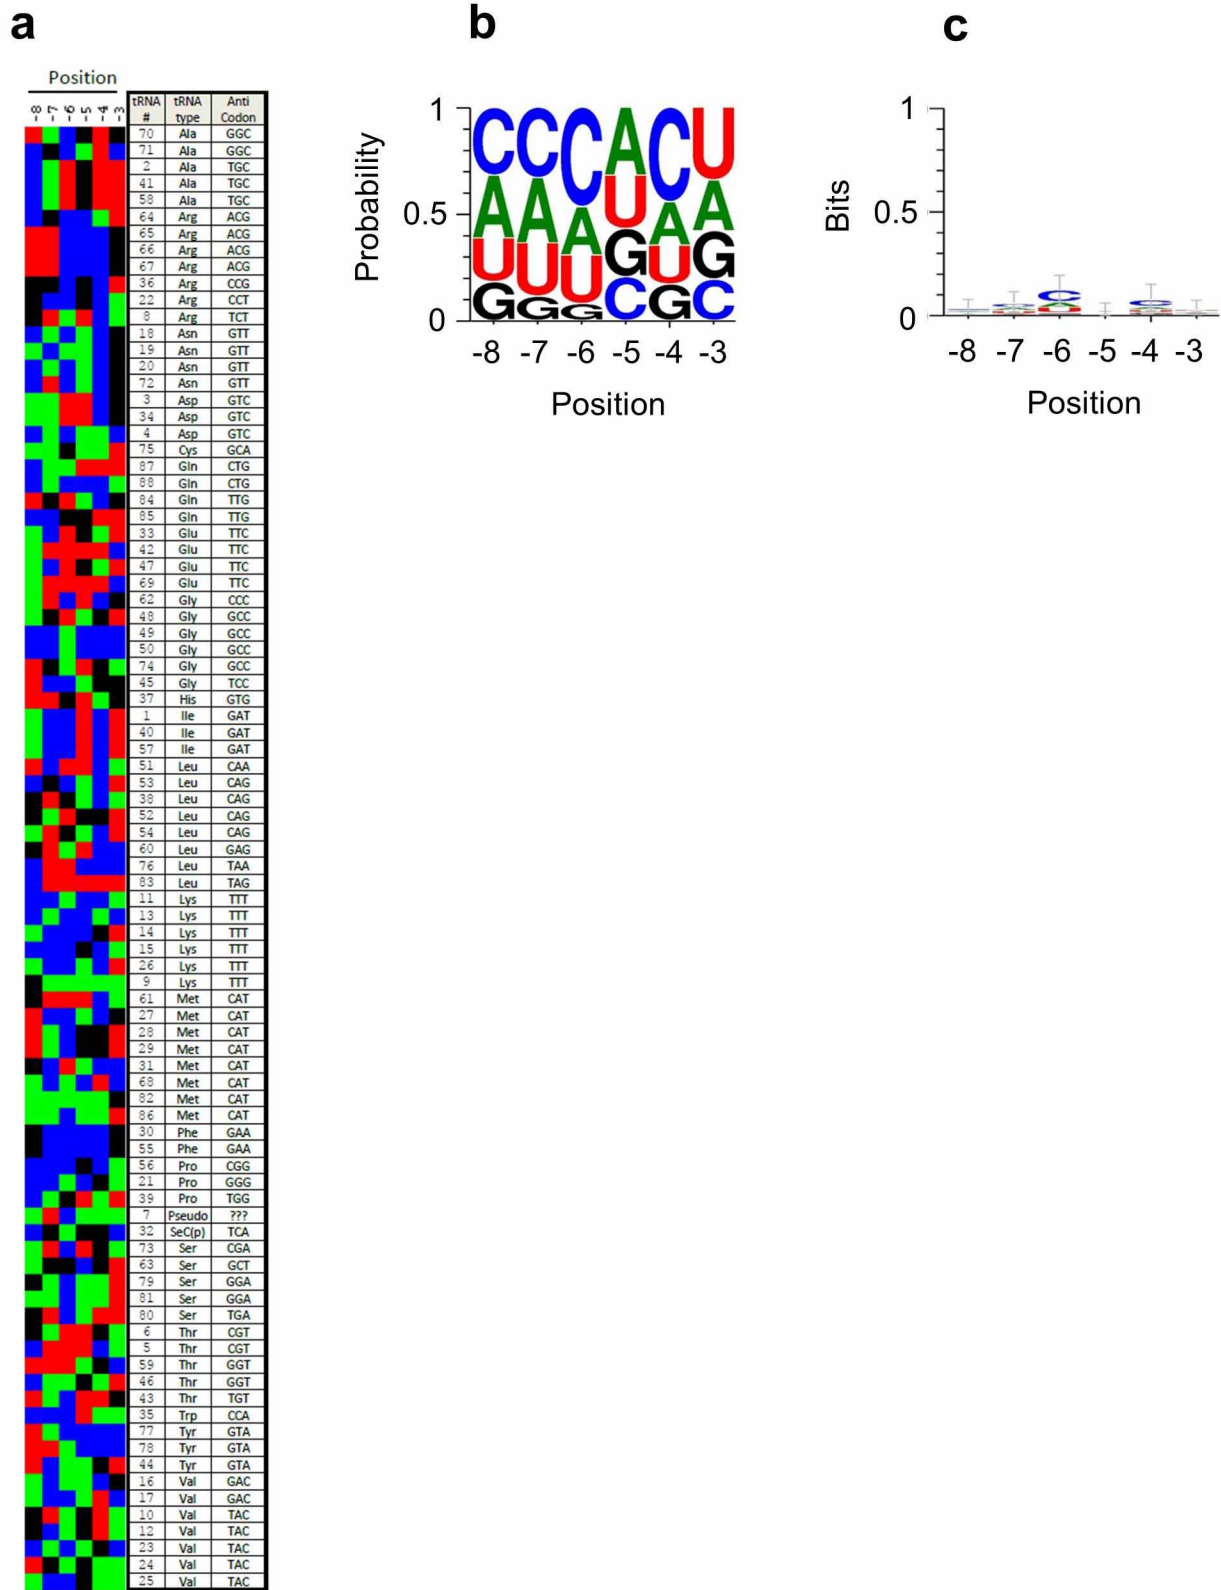 a
b
c
Position
-8 -7 -6 -5 -4 -3
tRNA # tRNA type Anti Codon
70 Ala GGC
71 Ala GGC
2 Ala TGC
41 Ala TGC
58 Ala TGC
64 Arg ACG
65 Arg ACG
66 Arg ACG
67 Arg ACG
36 Arg CCG
22 Arg CCT
8 Arg TCT
18 Asn GTT
19 Asn GTT
20 Asn GTT
72 Asn GTT
3 Asp GTC
34 Asp GTC
4 Asp GTC
75 Cys GCA
87 Gln CTG
88 Gln CTG
84 Gln TTG
85 Gln TTG
33 Glu TTC
42 Glu TTC
47 Glu TTC
69 Glu TTC
62 Gly CCC
48 Gly GCC
49 Gly GCC
50 Gly GCC
74 Gly GCC
45 Gly TCC
37 His GTG
1 Ile GAT
40 Ile GAT
57 Ile GAT
51 Leu CAA
53 Leu CAG
38 Leu CAG
52 Leu CAG
54 Leu CAG
60 Leu GAG
76 Leu TAA
83 Leu TAG
11 Lys TTT
13 Lys TTT
14 Lys TTT
15 Lys TTT
26 Lys TTT
9 Lys TTT
61 Met CAT
27 Met CAT
28 Met CAT
29 Met CAT
31 Met CAT
68 Met CAT
82 Met CAT
86 Met CAT
30 Phe GAA
55 Phe GAA
56 Pro CGG
21 Pro GGG
39 Pro TGG
7 Pseudo ???
32 SeC(p) TCA
73 Ser CGA
63 Ser GCT
79 Ser GGA
81 Ser GGA
80 Ser TGA
6 Thr CGT
5 Thr CGT
59 Thr GGT
46 Thr GGT
43 Thr TGT
35 Trp CCA
77 Tyr GTA
78 Tyr GTA
44 Tyr GTA
16 Val GAC
17 Val GAC
10 Val TAC
12 Val TAC
23 Val TAC
24 Val TAC
25 Val TAC
Probability
1
0.5
0
C C C A C U
A A A U A A
U U U G U G
G G G C G C
-8 -7 -6 -5 -4 -3
Position
Bits
1
0.5
0
-8 -7 -6 -5 -4 -3
Position